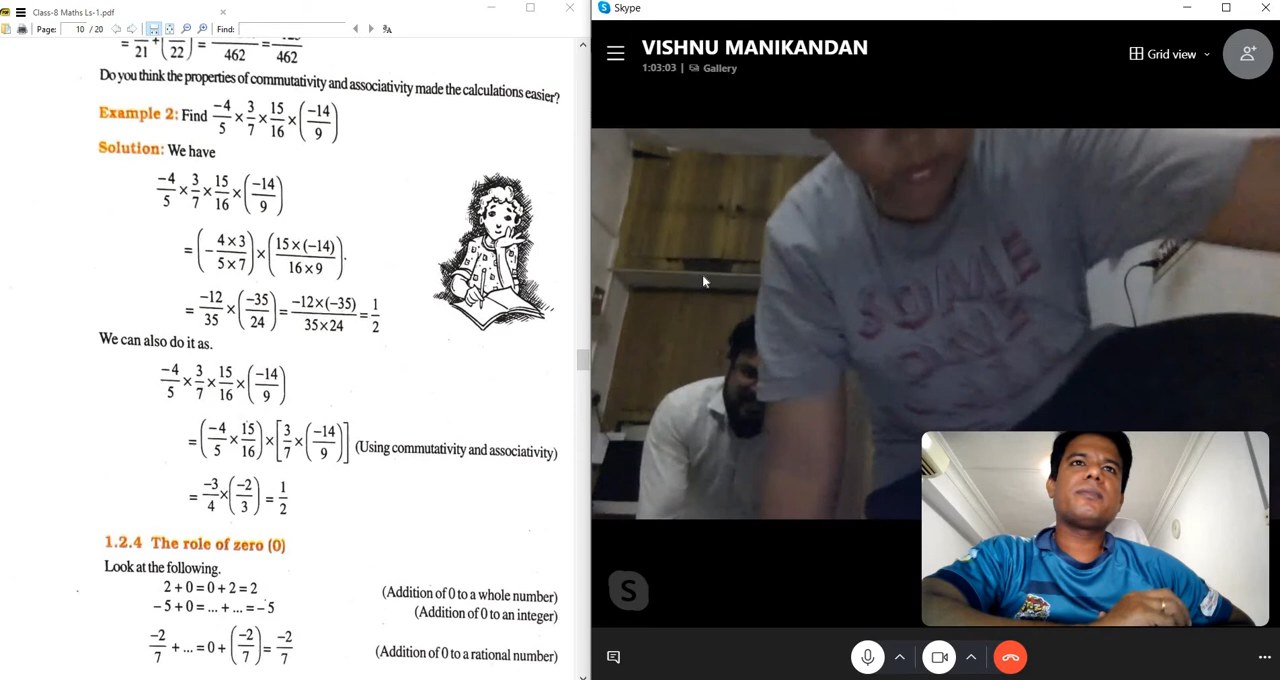 Class-8 Maths Ls-1.pdf
Page: 10 / 20 Find:
= /21 + ( /22) = /462 = /462
Do you think the properties of commutativity and associativity made the calculations easier?
Example 2: Find -4/5 × 3/7 × 15/16 × (-14/9)
Solution: We have
-4/5 × 3/7 × 15/16 × (-14/9)
= (- 4×3/5×7) × (15×(-14)/16×9).
= -12/35 × (-35/24) = -12×(-35)/35×24 = 1/2
We can also do it as.
-4/5 × 3/7 × 15/16 × (-14/9)
= (-4/5 × 15/16) × [3/7 × (-14/9)] (Using commutativity and associativity)
= -3/4 × (-2/3) = 1/2
1.2.4 The role of zero (0)
Look at the following.
2 + 0 = 0 + 2 = 2 (Addition of 0 to a whole number)
- 5 + 0 = ... + ... = - 5 (Addition of 0 to an integer)
-2/7 + ... = 0 + (-2/7) = -2/7 (Addition of 0 to a rational number)
Skype
VISHNU MANIKANDAN
1:03:03 | Gallery
Grid view
SOME
S